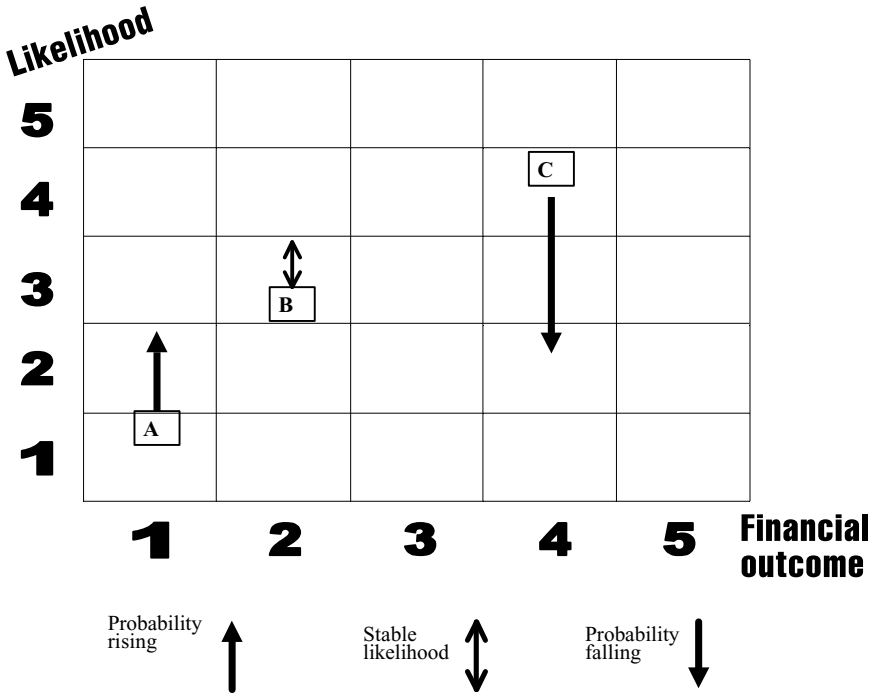 Likelihood
5
4
C
3
B
2
A
1
1 2 3 4 5
Financial
outcome
Probability
rising
Stable
likelihood
Probability
falling